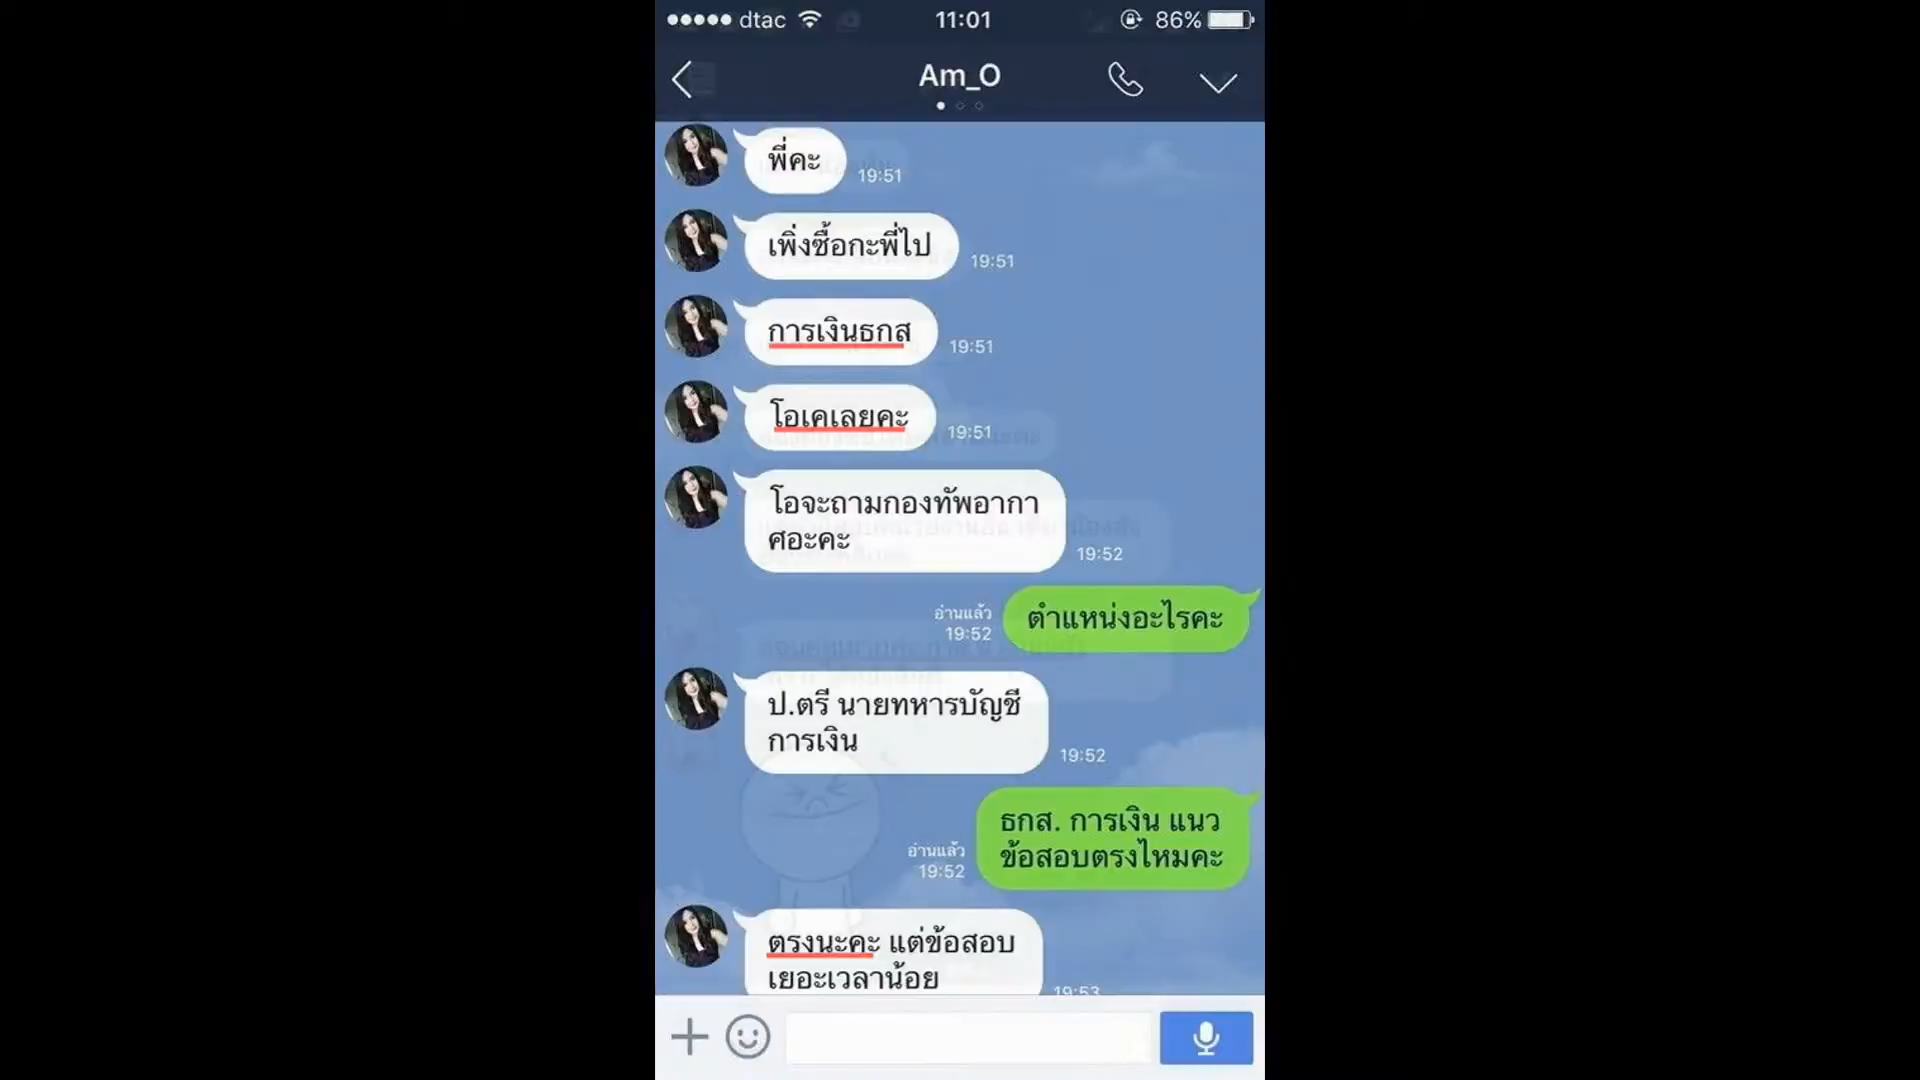 dtac
11:01
86%
Am_O
พี่คะ
19:51
เพิ่งซื้อกะพี่ไป
19:51
การเงินธกส
19:51
โอเคเลยคะ
19:51
โอจะถามกองทัพอากา
ศอะคะ
19:52
อ่านแล้ว
19:52
ตำแหน่งอะไรคะ
ป.ตรี นายทหารบัญชี
การเงิน
19:52
ธกส. การเงิน แนว
ข้อสอบตรงไหมคะ
อ่านแล้ว
19:52
ตรงนะคะ แต่ข้อสอบ
เยอะเวลาน้อย
19:53